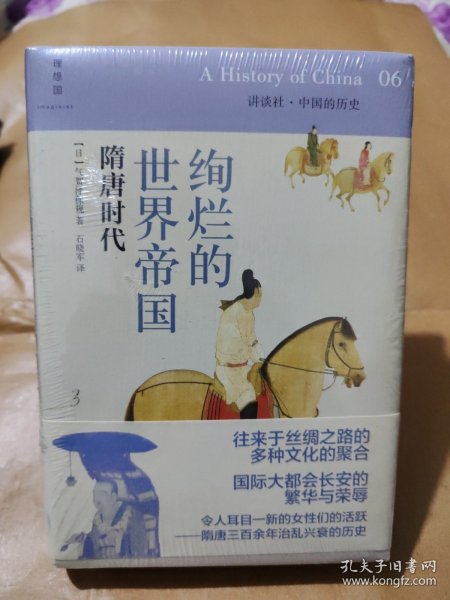 理想国
imaginist
A History of China 06
讲谈社·中国的历史
绚烂的
世界帝国
隋唐时代
石晓军 译
3
往来于丝绸之路的
多种文化的聚合
国际大都会长安的
繁华与荣辱
令人耳目一新的女性们的活跃
——隋唐三百余年治乱兴衰的历史
孔夫子旧书网
www.kongfz.com